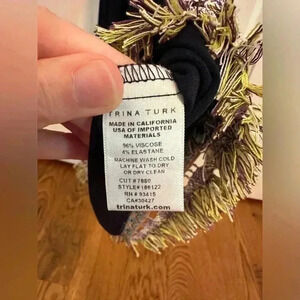 TRINA TURK
MADE IN CALIFORNIA
USA OF IMPORTED
MATERIALS
96% VISCOSE
4% ELASTANE
MACHINE WASH COLD
LAY FLAT TO DRY
OR DRY CLEAN
CUT # 7880
STYLE# 186122
RN # 93415
CA#30427
trinaturk.com